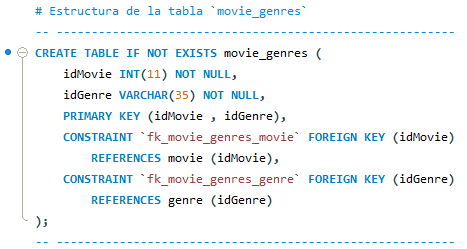 # Estructura de la tabla `movie_genres`
-- ---------------------------------------------------------
CREATE TABLE IF NOT EXISTS movie_genres (
idMovie INT(11) NOT NULL,
idGenre VARCHAR(35) NOT NULL,
PRIMARY KEY (idMovie , idGenre),
CONSTRAINT `fk_movie_genres_movie` FOREIGN KEY (idMovie)
REFERENCES movie (idMovie),
CONSTRAINT `fk_movie_genres_genre` FOREIGN KEY (idGenre)
REFERENCES genre (idGenre)
);
-- ---------------------------------------------------------